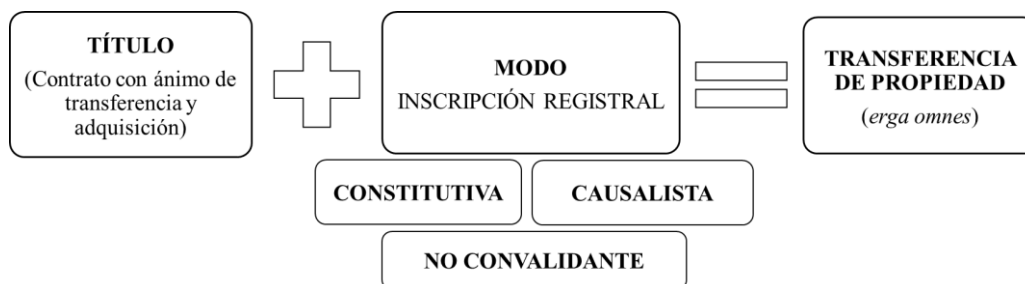 TÍTULO
(Contrato con ánimo de
transferencia y
adquisición)
MODO
INSCRIPCIÓN REGISTRAL
TRANSFERENCIA
DE PROPIEDAD
(erga omnes)
CONSTITUTIVA
CAUSALISTA
NO CONVALIDANTE